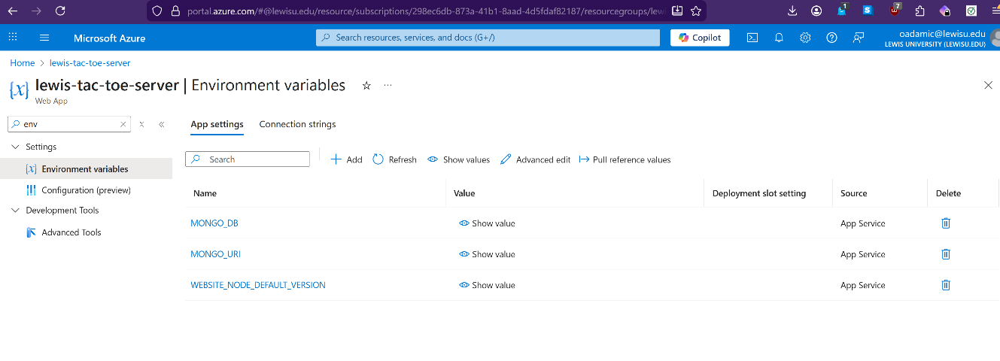 portal.azure.com/#@lewisu.edu/resource/subscriptions/298ec6db-873a-41b1-8aad-4d5fdaf82187/resourcegroups/lew
1
S
7
Microsoft Azure
Search resources, services, and docs (G+/)
Copilot
oadamic@lewisu.edu
LEWIS UNIVERSITY (LEWISU.EDU)
Home > lewis-tac-toe-server
{x} lewis-tac-toe-server | Environment variables ...
Web App
env
App settings Connection strings
Settings
Search
Add Refresh Show values Advanced edit Pull reference values
Environment variables
Configuration (preview)
Name Value Deployment slot setting Source Delete
Development Tools
MONGO_DB Show value App Service
Advanced Tools
MONGO_URI Show value App Service
WEBSITE_NODE_DEFAULT_VERSION Show value App Service